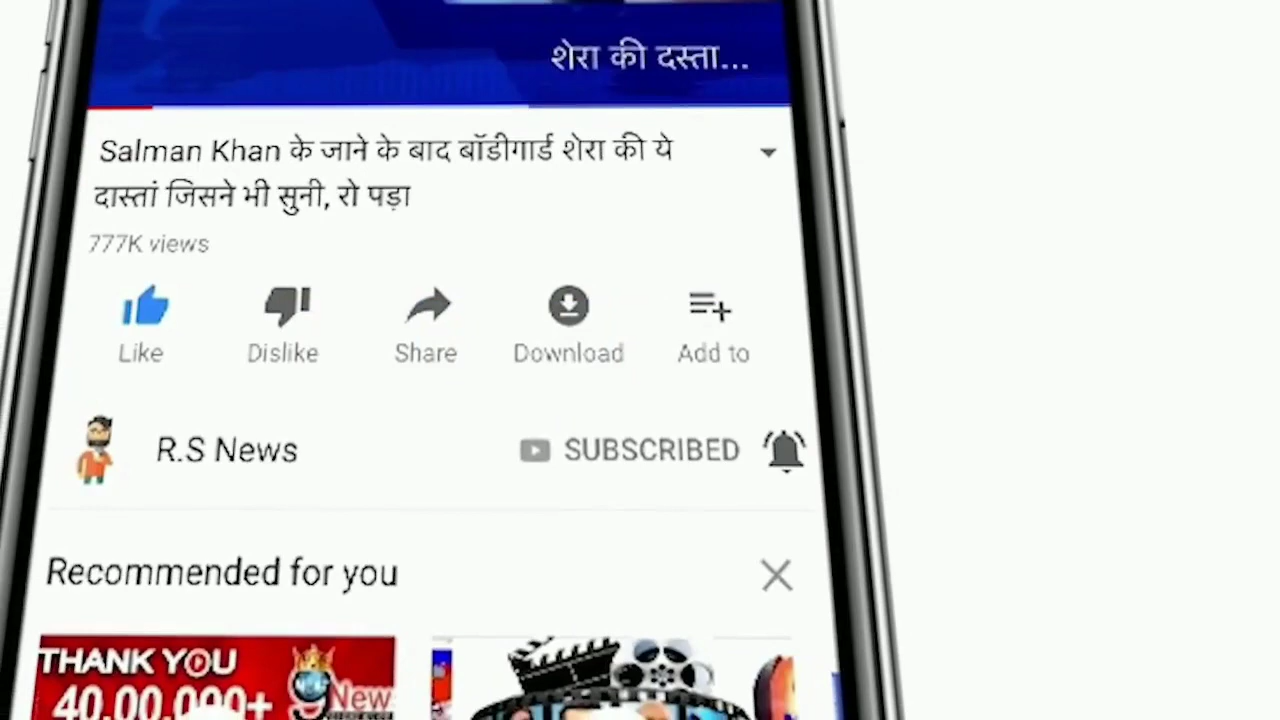 शेरा की दस्ता...
Salman Khan के जाने के बाद बॉडीगार्ड शेरा की ये
दास्तां जिसने भी सुनी, रो पड़ा
777K views
Like Dislike Share Download Add to
R.S News SUBSCRIBED
Recommended for you
THANK YOU
40,00,000+
New